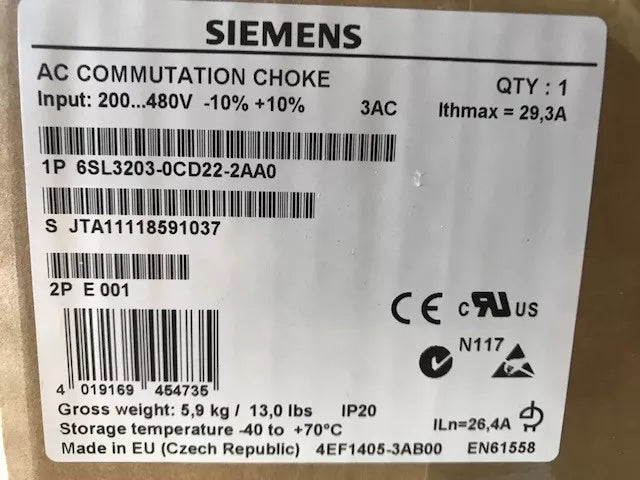 SIEMENS
AC COMMUTATION CHOKE
QTY : 1
Input: 200...480V -10% +10% 3AC Ithmax = 29,3A
1P 6SL3203-0CD22-2AA0
S JTA11118591037
2P E 001
CE c RU US
N117
4 019169 454735
Gross weight: 5,9 kg / 13,0 lbs IP20
ILn=26,4A
Storage temperature -40 to +70°C
Made in EU (Czech Republic) 4EF1405-3AB00 EN61558